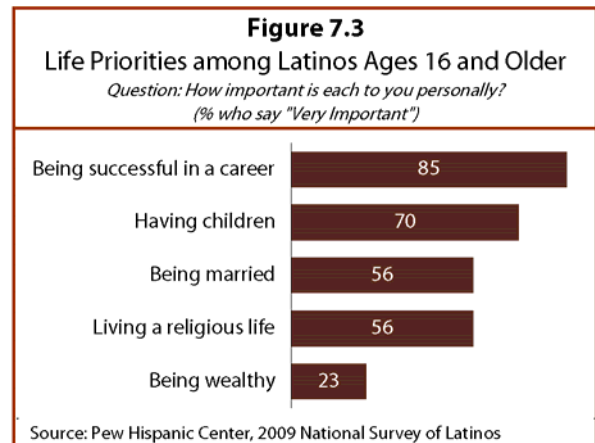 Figure 7.3
Life Priorities among Latinos Ages 16 and Older
Question: How important is each to you personally?
(% who say "Very Important")
Being successful in a career 85
Having children 70
Being married 56
Living a religious life 56
Being wealthy 23
Source: Pew Hispanic Center, 2009 National Survey of Latinos